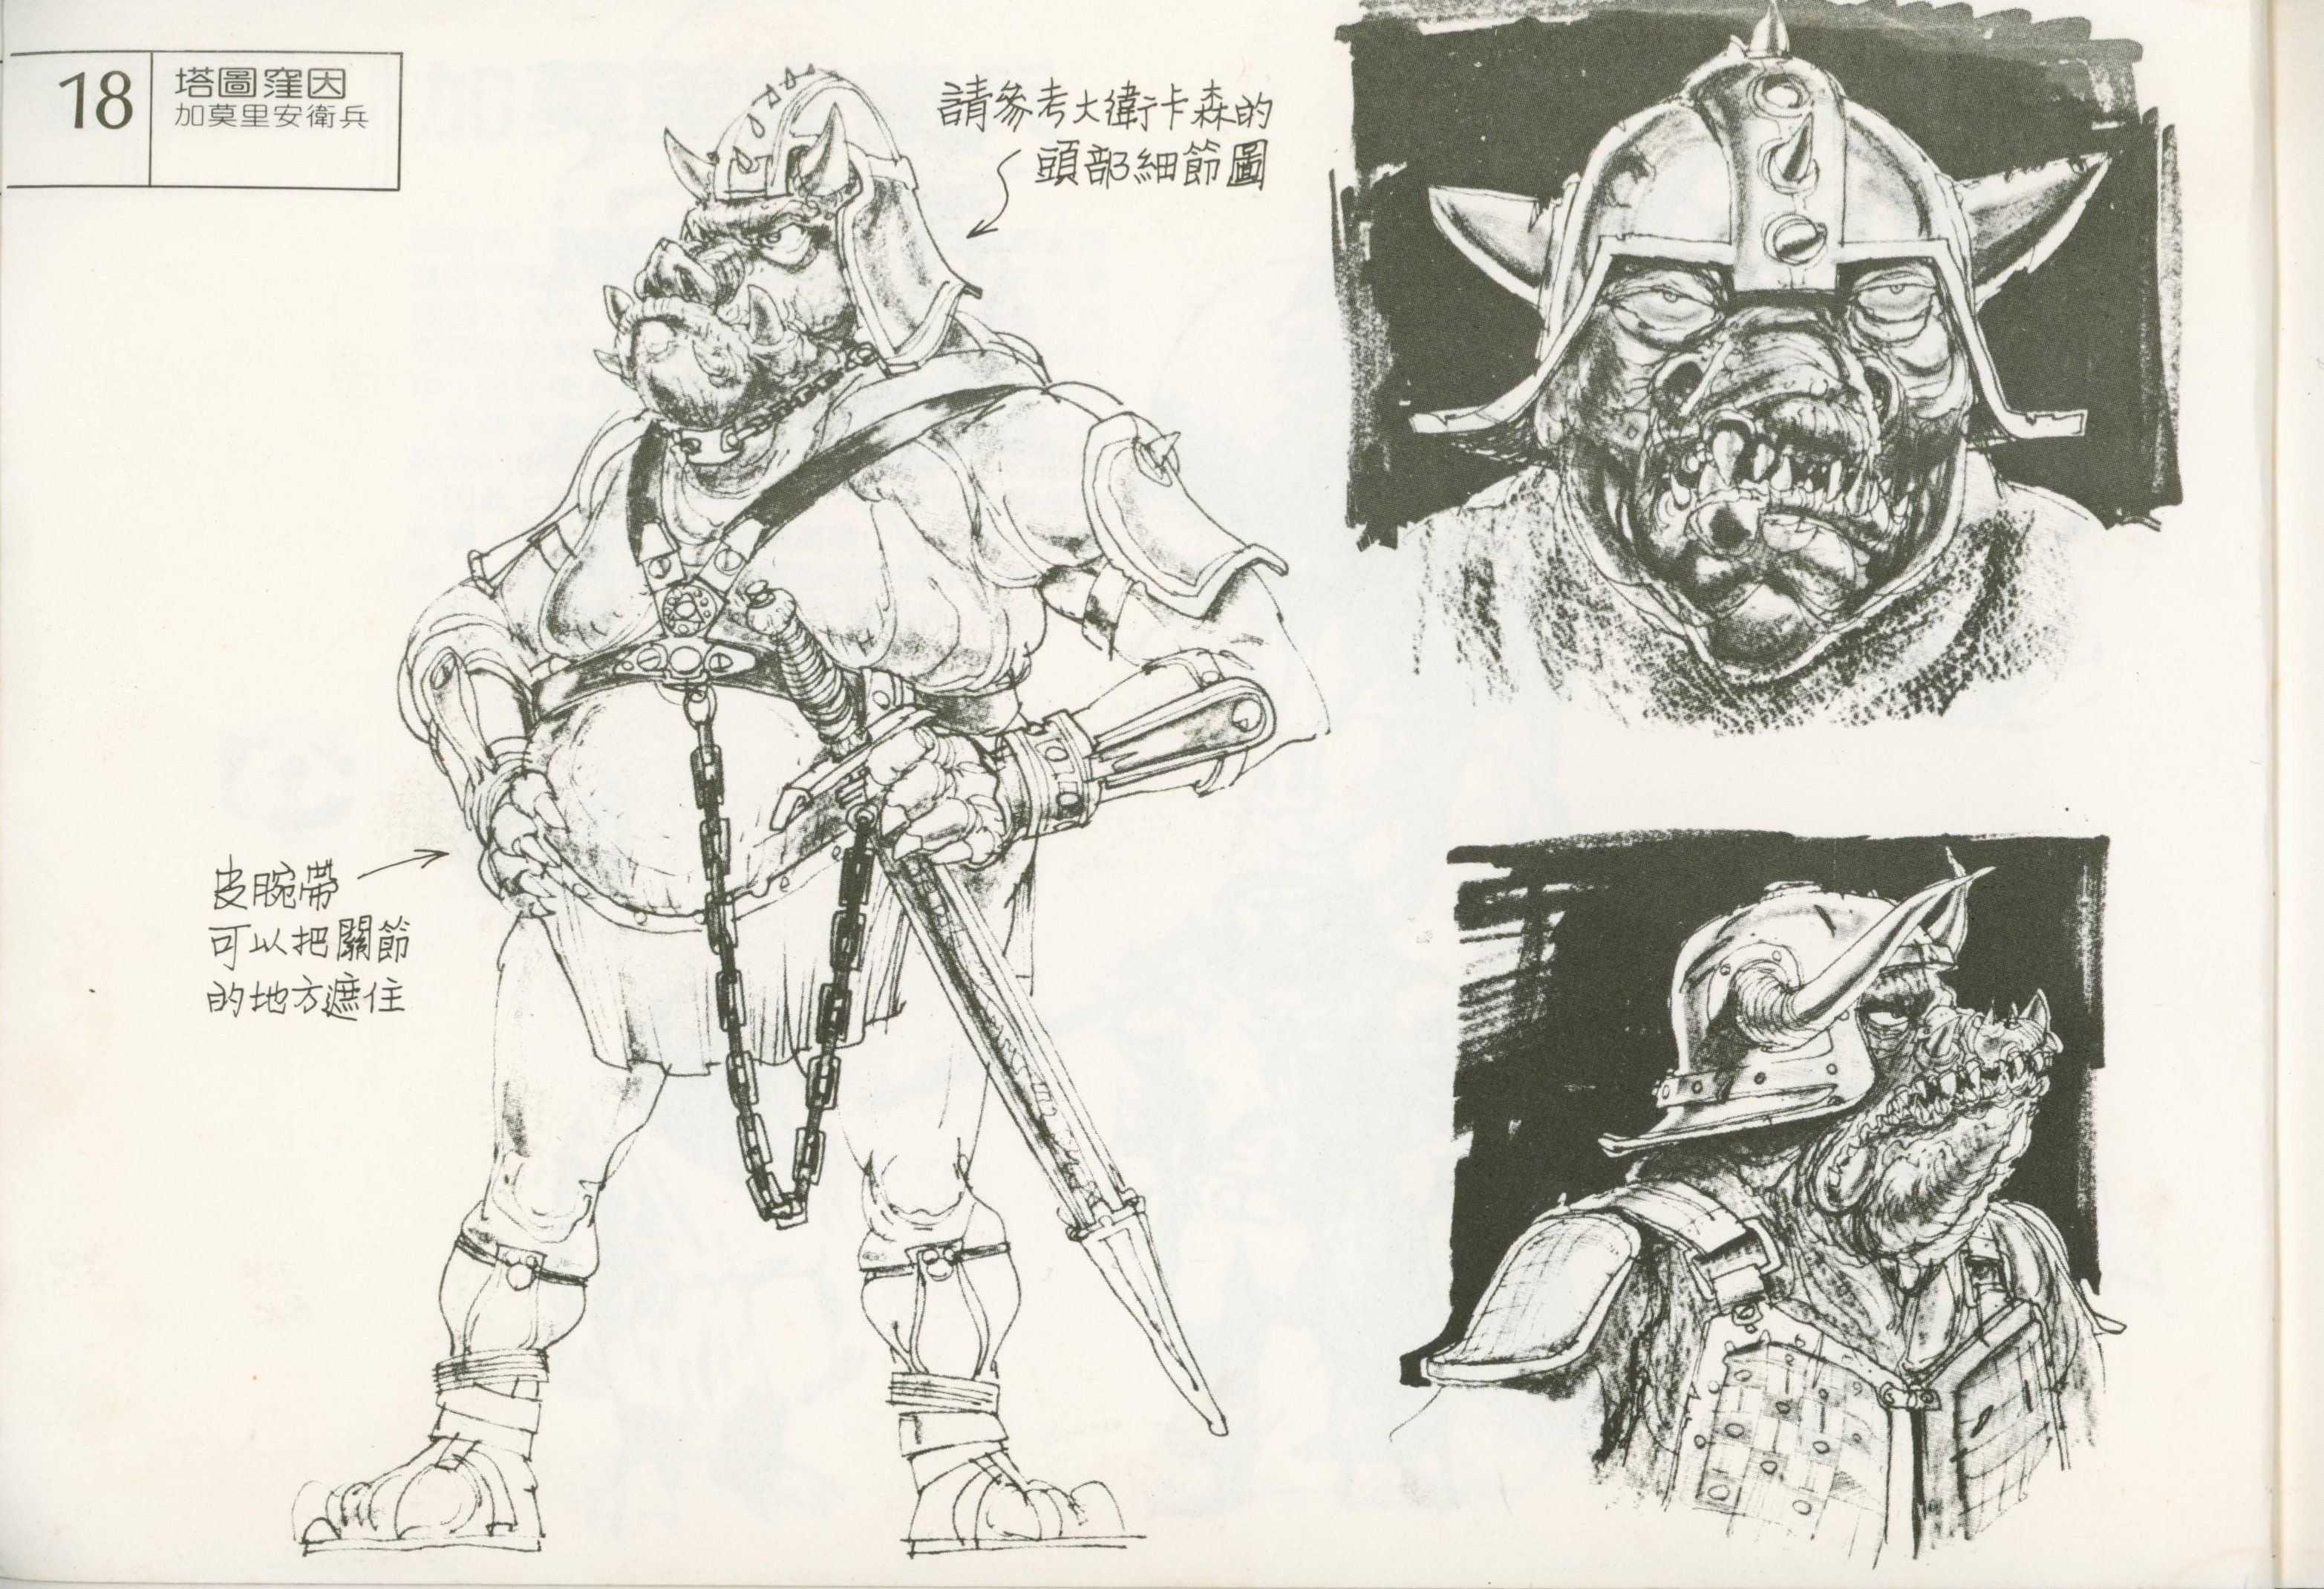 18
塔圖窪因
加莫里安衛兵
請參考大衛卡森的
頭部細節圖
皮腕帶
可以把關節
的地方遮住